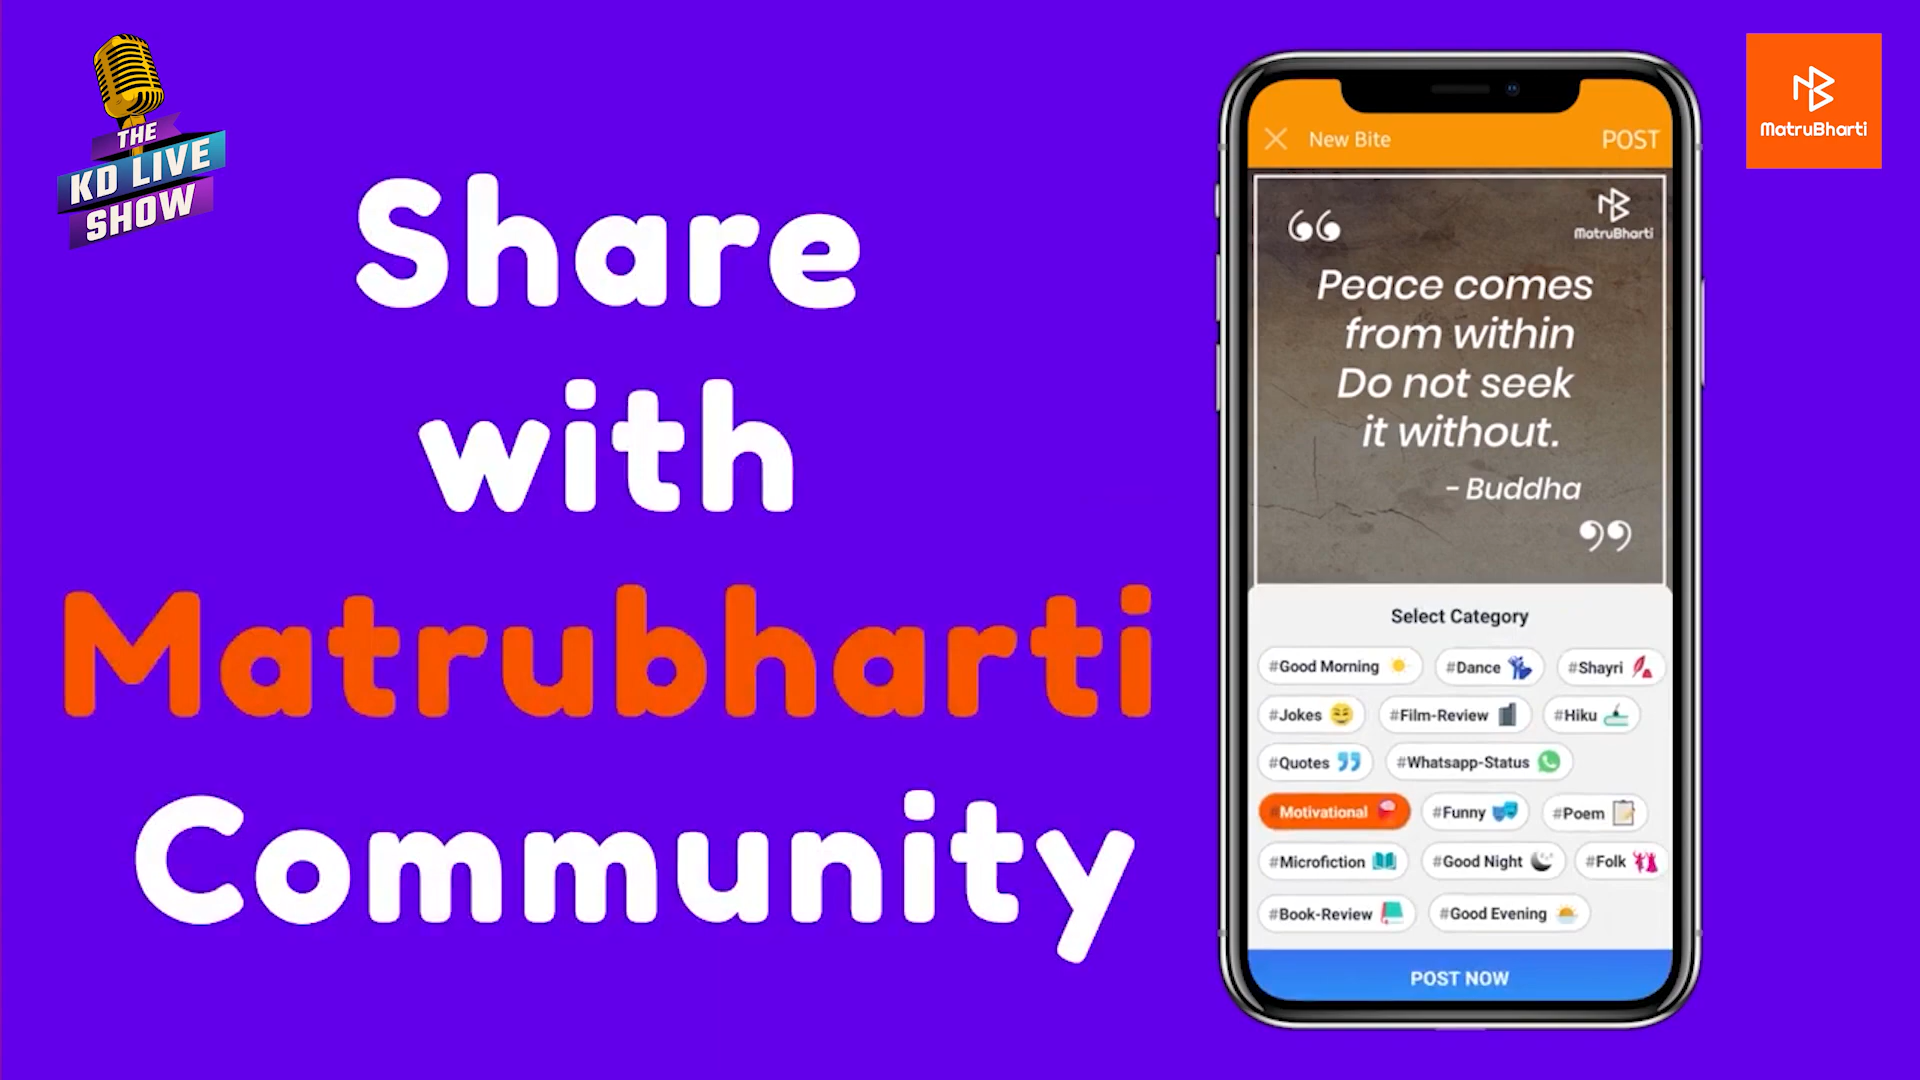 THE
KD LIVE
SHOW
Share
with
Matrubharti
Community
New Bite
POST
MatruBharti
Peace comes
from within
Do not seek
it without.
- Buddha
Select Category
#Good Morning
#Dance
#Shayri
#Jokes
#Film-Review
#Hiku
#Quotes
#Whatsapp-Status
#Motivational
#Funny
#Poem
#Microfiction
#Good Night
#Folk
#Book-Review
#Good Evening
POST NOW
MatruBharti